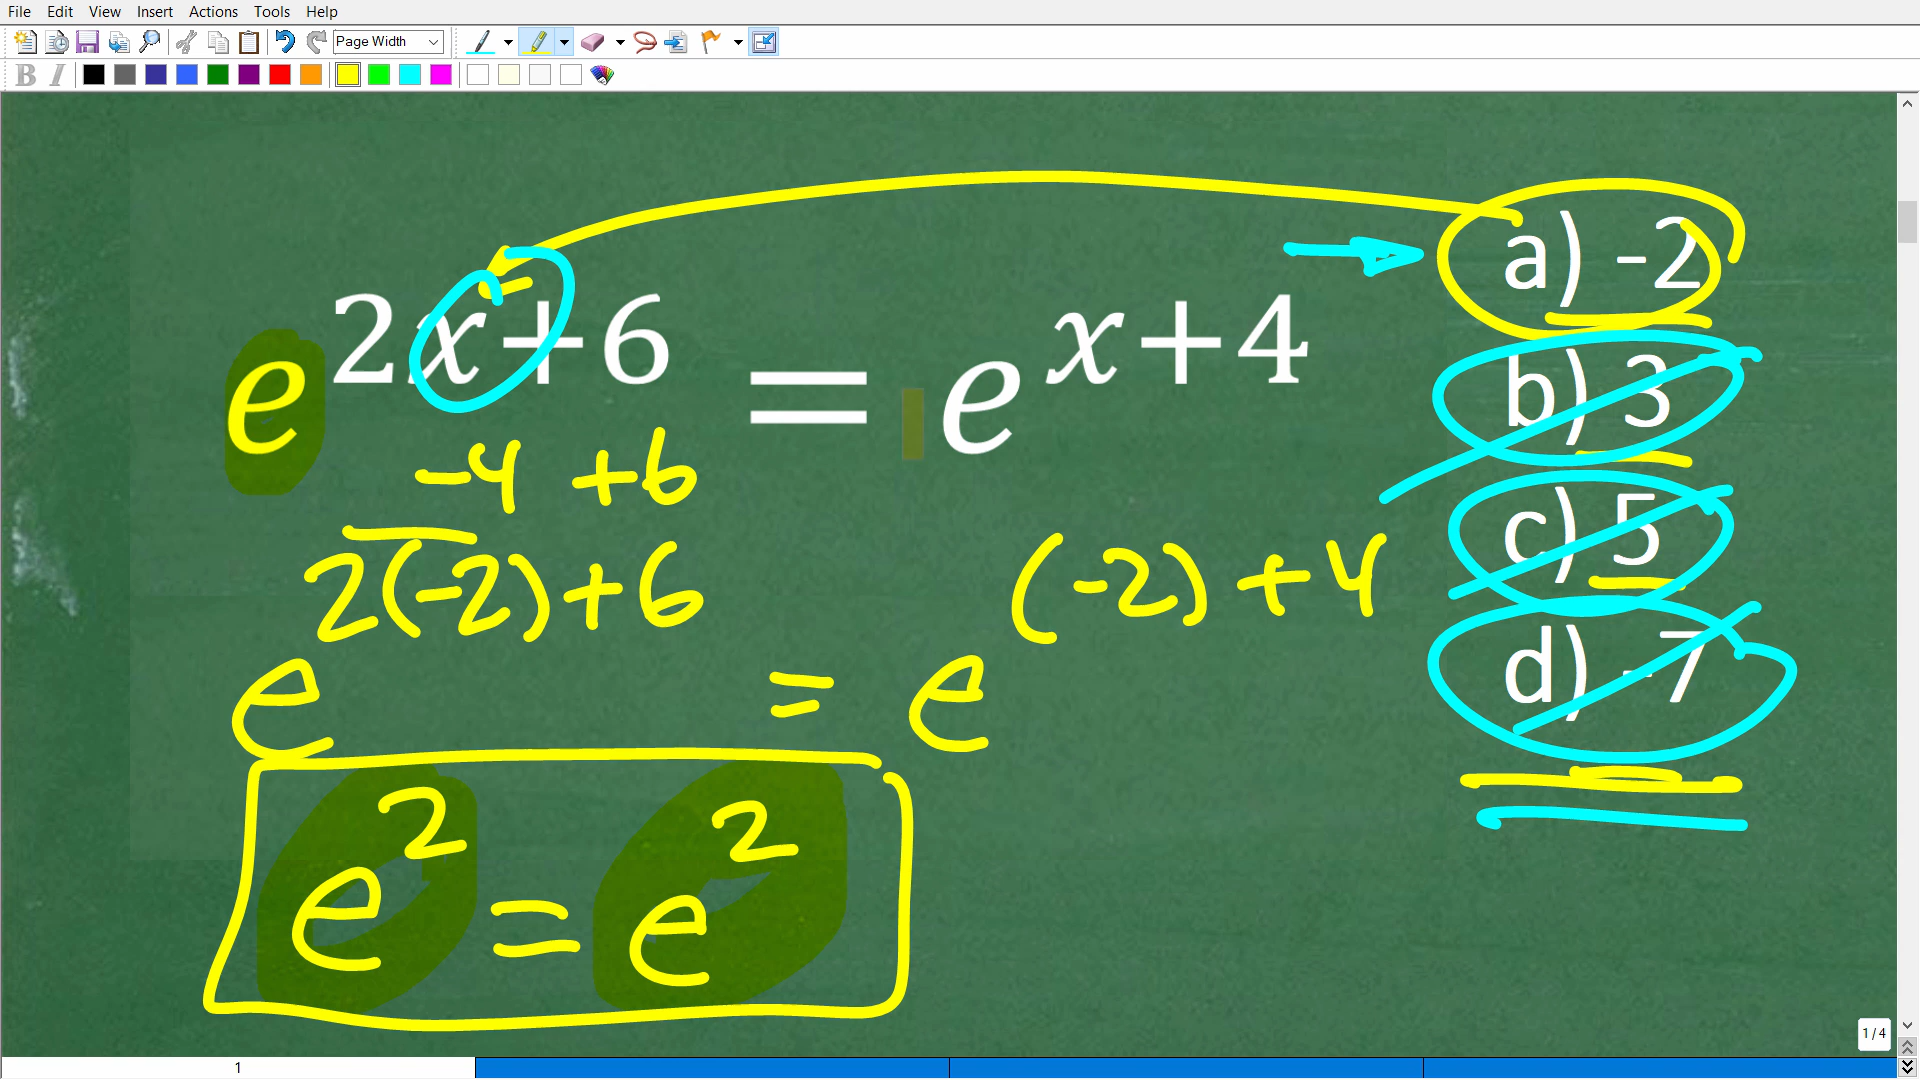 File Edit View Insert Actions Tools Help
Page Width
B I
a) -2
e^{2x+6} = e^{x+4}
b) 3
-4 +6
c) 5
2(-2)+6 (-2)+4
d) -7
e = e
e^2 = e^2
1 / 4
1